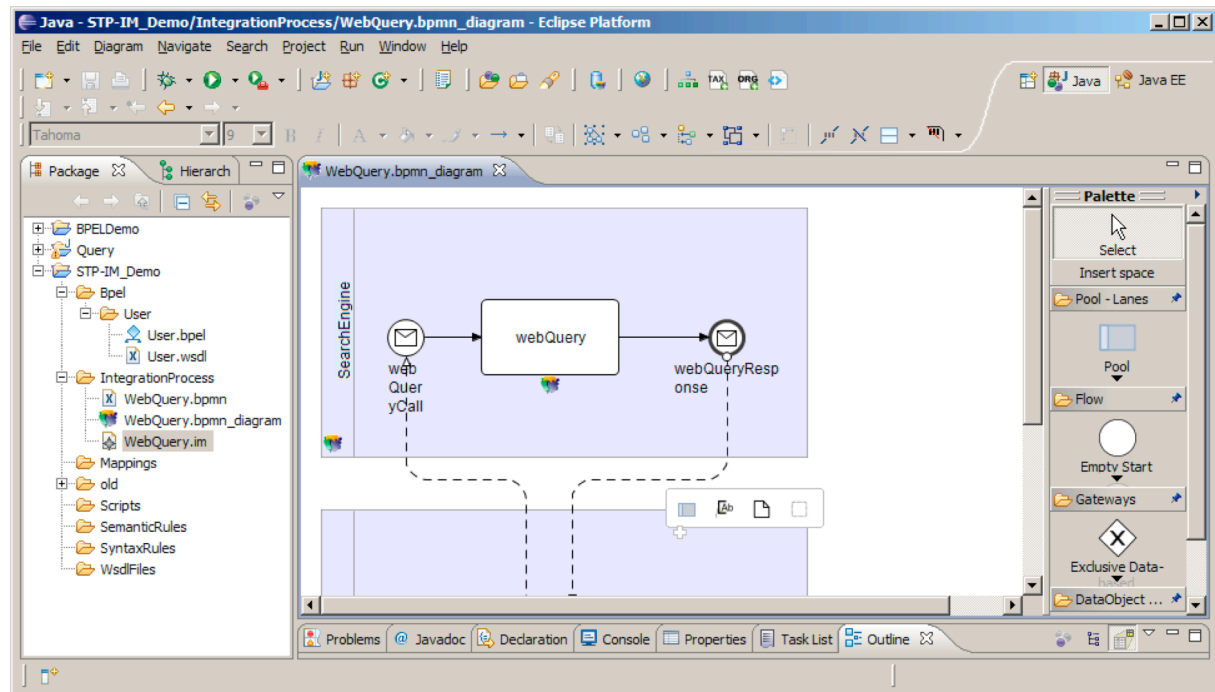 Java - STP-IM_Demo/IntegrationProcess/WebQuery.bpmn_diagram - Eclipse Platform
File Edit Diagram Navigate Search Project Run Window Help
TAX ORG
Java Java EE
Tahoma 9 B I A
Package Hierarch
WebQuery.bpmn_diagram
BPELDemo
Query
STP-IM_Demo
Bpel
User
User.bpel
User.wsdl
IntegrationProcess
WebQuery.bpmn
WebQuery.bpmn_diagram
WebQuery.im
Mappings
old
Scripts
SemanticRules
SyntaxRules
WsdlFiles
SearchEngine
web
Quer
yCall
webQuery
webQueryResp
onse
Ab
Palette
Select
Insert space
Pool - Lanes
Pool
Flow
Empty Start
Gateways
X
Exclusive Data-
based
DataObject ...
Problems @ Javadoc Declaration Console Properties Task List Outline